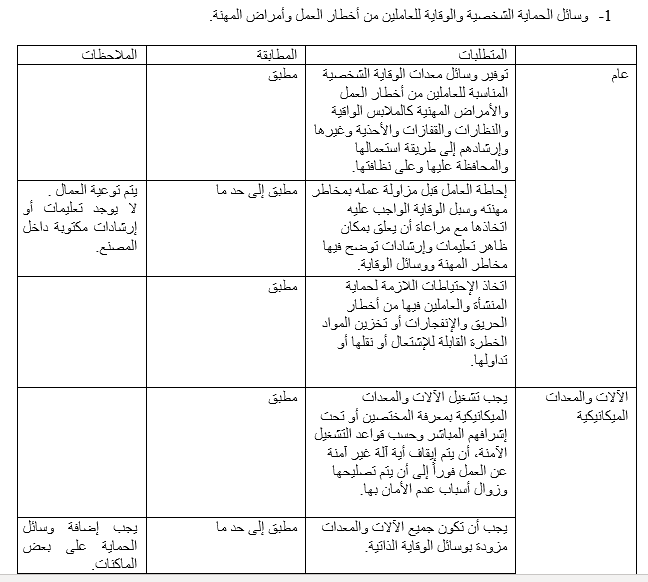 1- وسائل الحماية الشخصية والوقاية للعاملين من أخطار العمل وأمراض المهنة.
المتطلبات
المطابقة
الملاحظات
عام
توفير وسائل معدات الوقاية الشخصية
المناسبة للعاملين من أخطار العمل
والأمراض المهنية كالملابس الواقية
والنظارات والقفازات والأحذية وغيرها
وإرشادهم إلى طريقة استعمالها
والمحافظة عليها وعلى نظافتها.
مطبق
إحاطة العامل قبل مزاولة عمله بمخاطر
مهنته وسبل الوقاية الواجب عليه
اتخاذها مع مراعاة أن يعلق بمكان
ظاهر تعليمات وإرشادات توضح فيها
مخاطر المهنة ووسائل الوقاية.
مطبق إلى حد ما
يتم توعية العمال .
لا يوجد تعليمات أو
إرشادات مكتوبة داخل
المصنع.
اتخاذ الإحتياطات اللازمة لحماية
المنشأة والعاملين فيها من أخطار
الحريق والإنفجارات أو تخزين المواد
الخطرة القابلة للإشتعال أو نقلها أو
تداولها.
مطبق
الآلات والمعدات
الميكانيكية
يجب تشغيل الآلات والمعدات
الميكانيكية بمعرفة المختصين أو تحت
إشرافهم المباشر وحسب قواعد التشغيل
الآمنة، أن يتم إيقاف أية آلة غير آمنة
عن العمل فوراً إلى أن يتم تصليحها
وزوال أسباب عدم الأمان بها.
مطبق
يجب أن تكون جميع الآلات والمعدات
مزودة بوسائل الوقاية الذاتية.
مطبق إلى حد ما
يجب إضافة وسائل
الحماية على بعض
الماكنات.